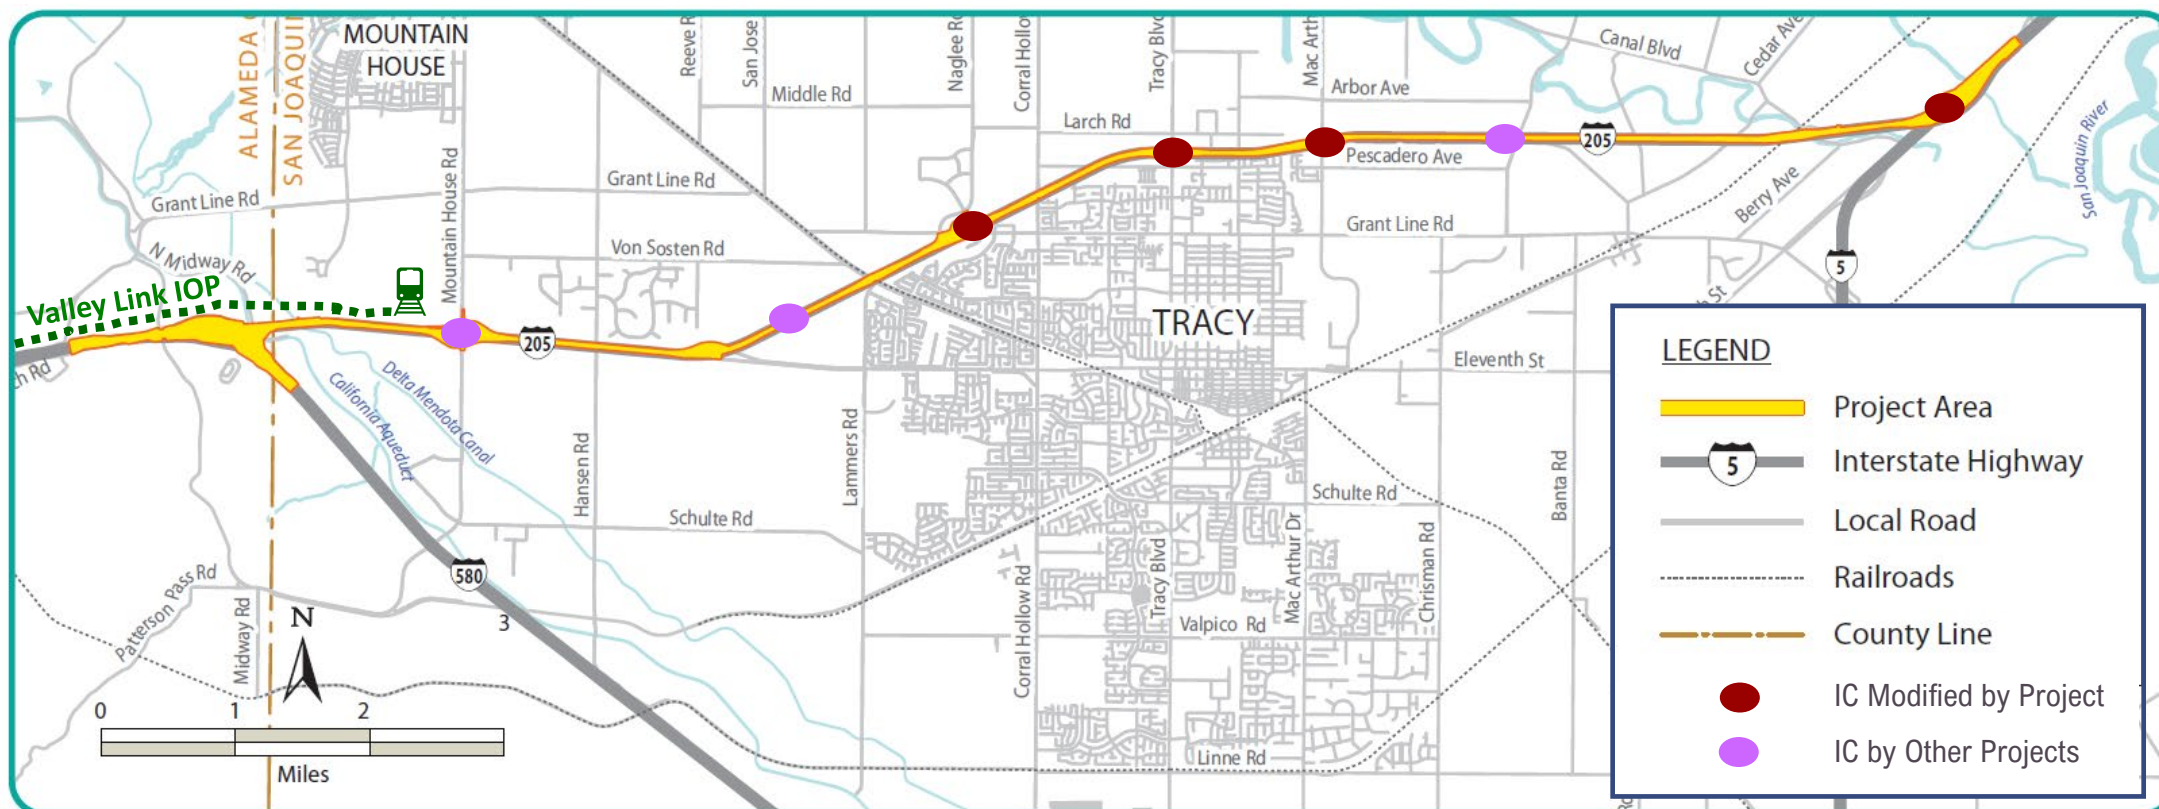 ALAMEDA
SAN JOAQUIN
MOUNTAIN
HOUSE
Reeve R
San Jose
Naglee Rd
Corral Hollow
Tracy Blvd
Mac Arth
Canal Blvd
Cedar Ave
Middle Rd
Arbor Ave
Larch Rd
Pescadero Ave
205
Grant Line Rd
Grant Line Rd
Grant Line Rd
Mountain House Rd
N Midway Rd
Von Sosten Rd
Berry Ave
San Joaquin River
5
Valley Link IOP
205
TRACY
ch Rd
California Aqueduct
Delta Mendota Canal
Eleventh St
h St
Hansen Rd
Lammers Rd
Schulte Rd
Schulte Rd
Banta Rd
580
3
Patterson Pass Rd
Midway Rd
N
Corral Hollow Rd
Tracy Blvd
Mac Arthur Dr
Chrisman Rd
Valpico Rd
Linne Rd
0 1 2
Miles
LEGEND
Project Area
5
Interstate Highway
Local Road
Railroads
County Line
IC Modified by Project
IC by Other Projects